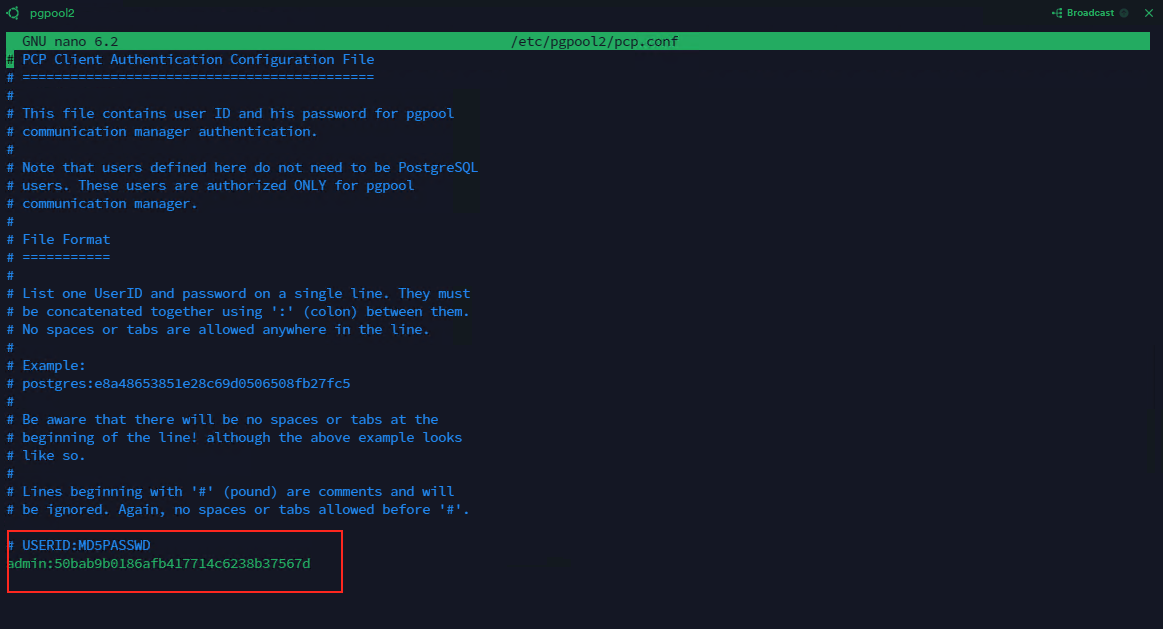 pgpool2
Broadcast
GNU nano 6.2 /etc/pgpool2/pcp.conf
# PCP Client Authentication Configuration File
# ============================================
#
# This file contains user ID and his password for pgpool
# communication manager authentication.
#
# Note that users defined here do not need to be PostgreSQL
# users. These users are authorized ONLY for pgpool
# communication manager.
#
# File Format
# ===========
#
# List one UserID and password on a single line. They must
# be concatenated together using ':' (colon) between them.
# No spaces or tabs are allowed anywhere in the line.
#
# Example:
# postgres:e8a48653851e28c69d0506508fb27fc5
#
# Be aware that there will be no spaces or tabs at the
# beginning of the line! although the above example looks
# like so.
#
# Lines beginning with '#' (pound) are comments and will
# be ignored. Again, no spaces or tabs allowed before '#'.
# USERID:MD5PASSWD
admin:50bab9b0186afb417714c6238b37567d